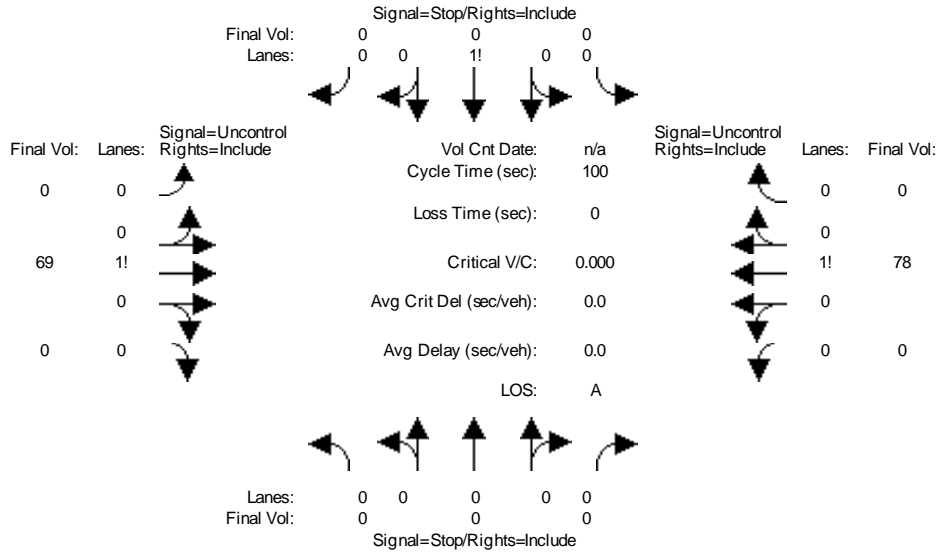 Signal=Stop/Rights=Include
Final Vol: 0 0 0
Lanes: 0 0 1! 0 0
Signal=Uncontrol Signal=Uncontrol
Final Vol: Lanes: Rights=Include Vol Cnt Date: n/a Rights=Include Lanes: Final Vol:
Cycle Time (sec): 100
0 0 0 0
Loss Time (sec): 0
0 0
69 1! Critical V/C: 0.000 1! 78
0 Avg Crit Del (sec/veh): 0.0 0
0 0 Avg Delay (sec/veh): 0.0 0 0
LOS: A
Lanes: 0 0 0 0 0
Final Vol: 0 0 0
Signal=Stop/Rights=Include